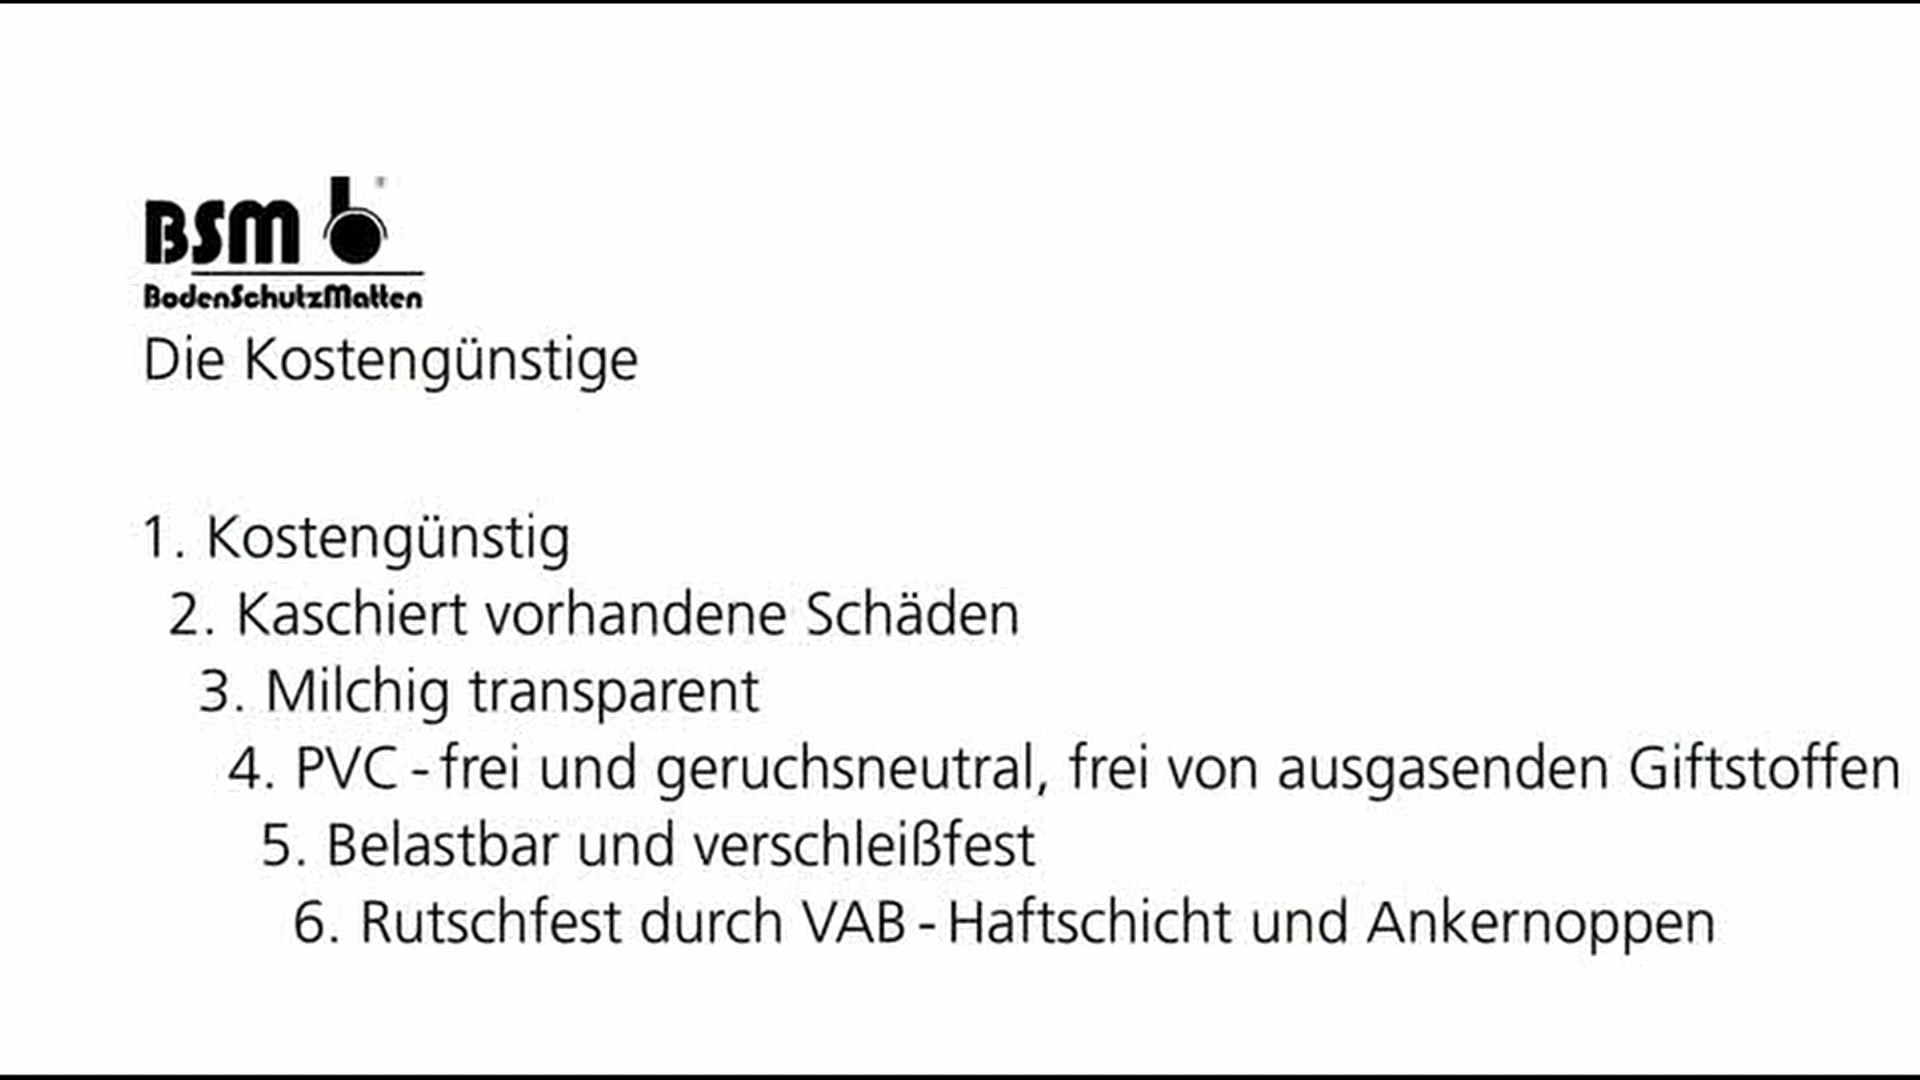 BSM b
BodenSchutzMatten
Die Kostengünstige
1. Kostengünstig
2. Kaschiert vorhandene Schäden
3. Milchig transparent
4. PVC-frei und geruchsneutral, frei von ausgasenden Giftstoffen
5. Belastbar und verschleißfest
6. Rutschfest durch VAB-Haftschicht und Ankernoppen